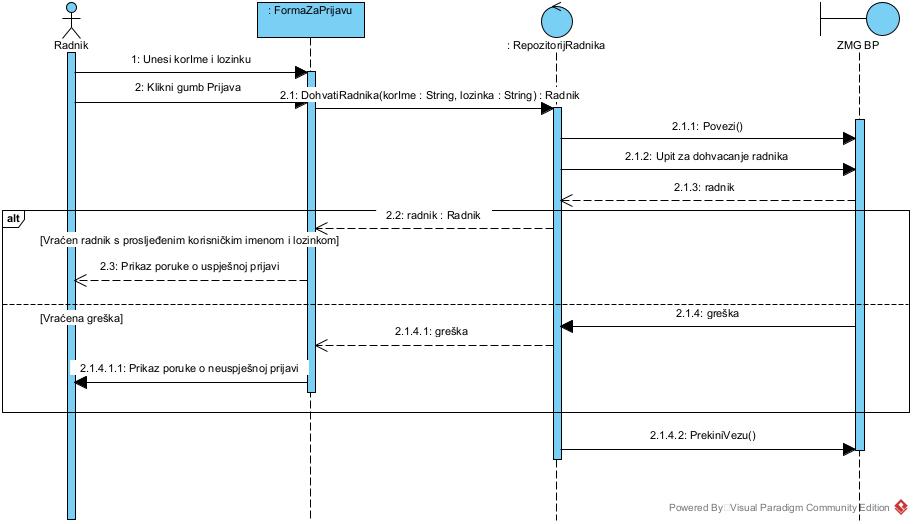 : FormaZaPrijavu
Radnik
: RepozitorijRadnika
ZMG BP
1: Unesi korIme i lozinku
2: Klikni gumb Prijava
2.1: DohvatiRadnika(korIme : String, lozinka : String) : Radnik
2.1.1: Povezi()
2.1.2: Upit za dohvacanje radnika
2.1.3: radnik
alt
2.2: radnik : Radnik
[Vraćen radnik s prosljeđenim korisničkim imenom i lozinkom]
2.3: Prikaz poruke o uspješnoj prijavi
[Vraćena greška]
2.1.4: greška
2.1.4.1: greška
2.1.4.1.1: Prikaz poruke o neuspješnoj prijavi
2.1.4.2: PrekiniVezu()
Powered By Visual Paradigm Community Edition